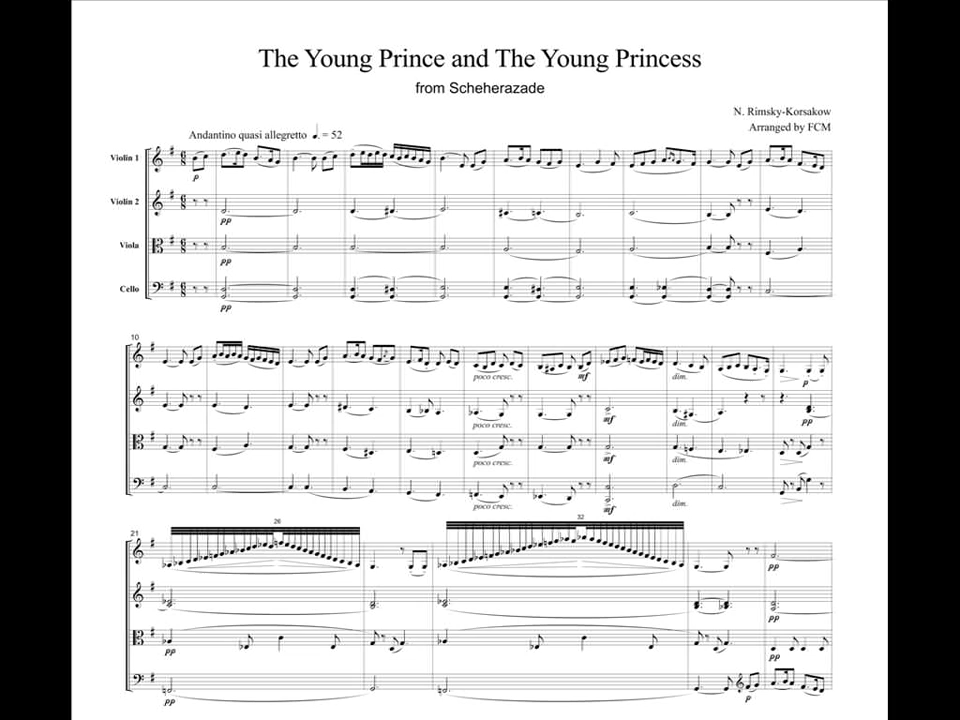 The Young Prince and The Young Princess
from Scheherazade
N. Rimsky-Korsakow
Arranged by FCM
Andantino quasi allegretto ♩. = 52
Violin 1
p
Violin 2
pp
Viola
pp
Cello
pp
10
poco cresc. mf dim. p
poco cresc. mf dim. pp
poco cresc. mf dim.
poco cresc. mf dim.
21 26 32
pp
pp
pp pp
pp p pp